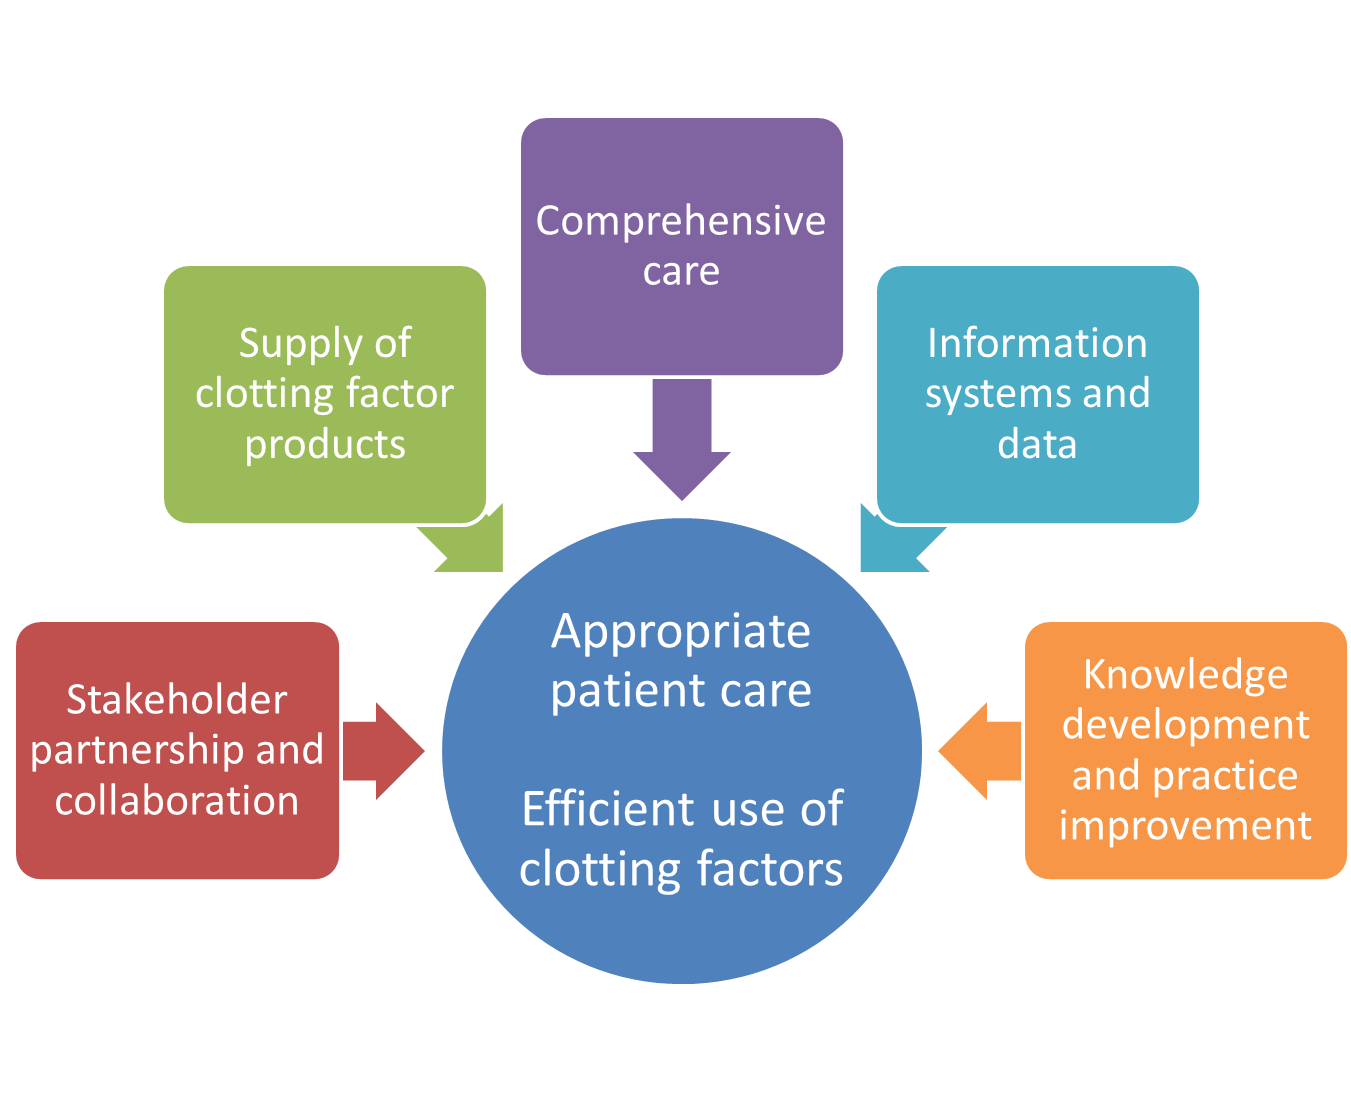 Comprehensive
care
Supply of
clotting factor
products
Information
systems and
data
Stakeholder
partnership and
collaboration
Appropriate
patient care
Efficient use of
clotting factors
Knowledge
development
and practice
improvement